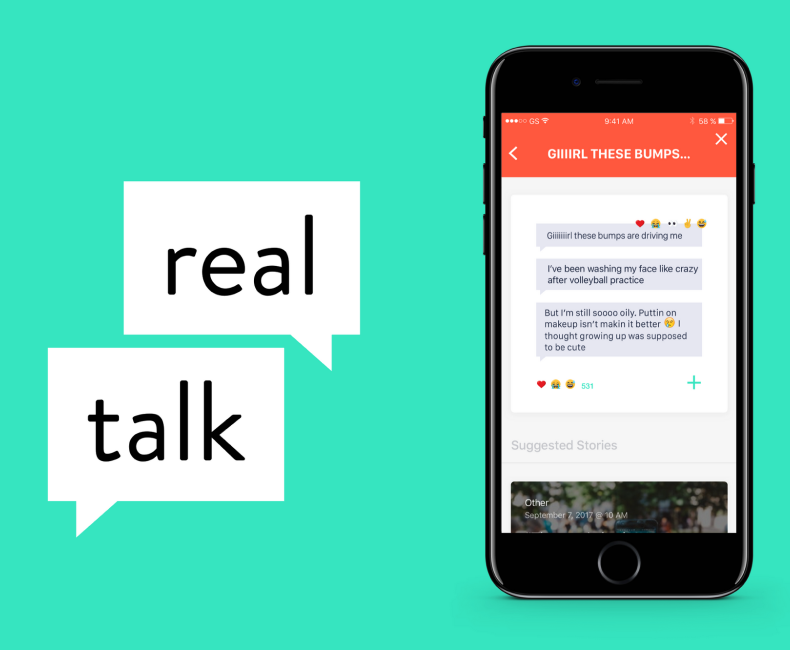 real
talk
GS 9:41 AM 58 %
GIIIIRL THESE BUMPS...
Giiiiiiirl these bumps are driving me
I've been washing my face like crazy
after volleyball practice
But I'm still soooo oily. Puttin on
makeup isn't makin it better 😢 I
thought growing up was supposed
to be cute
531
Suggested Stories
Other
September 7, 2017 @ 10 AM